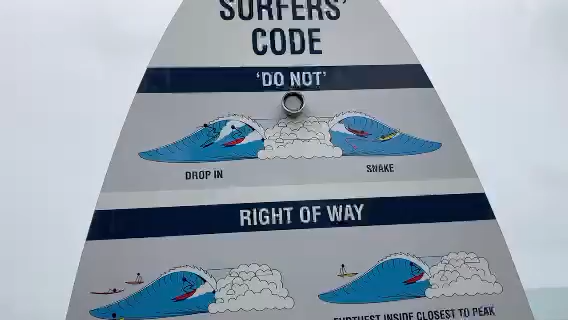 SURFERS'
CODE
'DO NOT'
DROP IN
SNAKE
RIGHT OF WAY
FURTHEST INSIDE CLOSEST TO PEAK